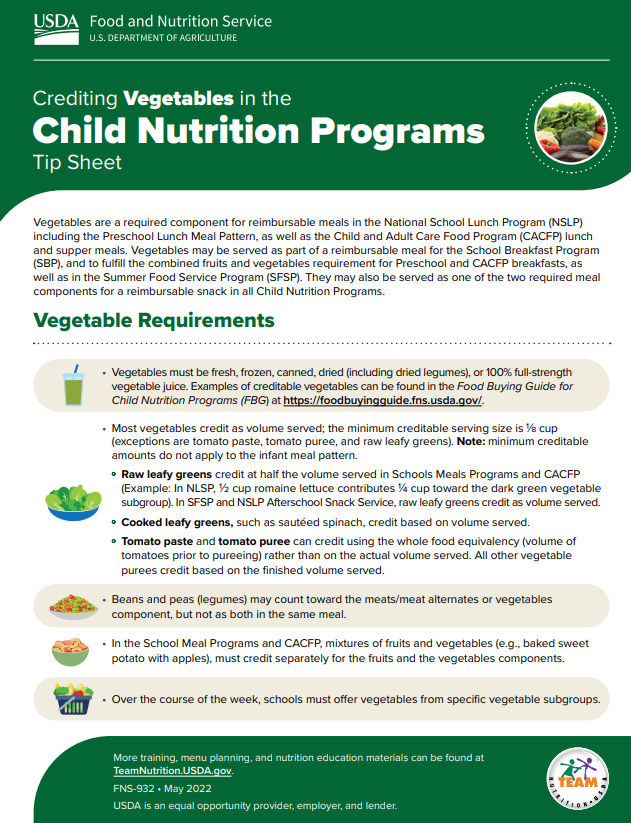 USDA Food and Nutrition Service
U.S. DEPARTMENT OF AGRICULTURE
Crediting Vegetables in the
Child Nutrition Programs
Tip Sheet
Vegetables are a required component for reimbursable meals in the National School Lunch Program (NSLP)
including the Preschool Lunch Meal Pattern, as well as the Child and Adult Care Food Program (CACFP) lunch
and supper meals. Vegetables may be served as part of a reimbursable meal for the School Breakfast Program
(SBP), and to fulfill the combined fruits and vegetables requirement for Preschool and CACFP breakfasts, as
well as in the Summer Food Service Program (SFSP). They may also be served as one of the two required meal
components for a reimbursable snack in all Child Nutrition Programs.
Vegetable Requirements
• Vegetables must be fresh, frozen, canned, dried (including dried legumes), or 100% full-strength
vegetable juice. Examples of creditable vegetables can be found in the Food Buying Guide for
Child Nutrition Programs (FBG) at https://foodbuyingguide.fns.usda.gov/.
• Most vegetables credit as volume served; the minimum creditable serving size is ⅛ cup
(exceptions are tomato paste, tomato puree, and raw leafy greens). Note: minimum creditable
amounts do not apply to the infant meal pattern.
Raw leafy greens credit at half the volume served in Schools Meals Programs and CACFP
(Example: In NLSP, ½ cup romaine lettuce contributes ¼ cup toward the dark green vegetable
subgroup). In SFSP and NSLP Afterschool Snack Service, raw leafy greens credit as volume served.
Cooked leafy greens, such as sautéed spinach, credit based on volume served.
Tomato paste and tomato puree can credit using the whole food equivalency (volume of
tomatoes prior to pureeing) rather than on the actual volume served. All other vegetable
purees credit based on the finished volume served.
• Beans and peas (legumes) may count toward the meats/meat alternates or vegetables
component, but not as both in the same meal.
• In the School Meal Programs and CACFP, mixtures of fruits and vegetables (e.g., baked sweet
potato with apples), must credit separately for the fruits and the vegetables components.
• Over the course of the week, schools must offer vegetables from specific vegetable subgroups.
More training, menu planning, and nutrition education materials can be found at
TeamNutrition.USDA.gov.
FNS-932 • May 2022
USDA is an equal opportunity provider, employer, and lender.
TEAM
NUTRITION • USDA